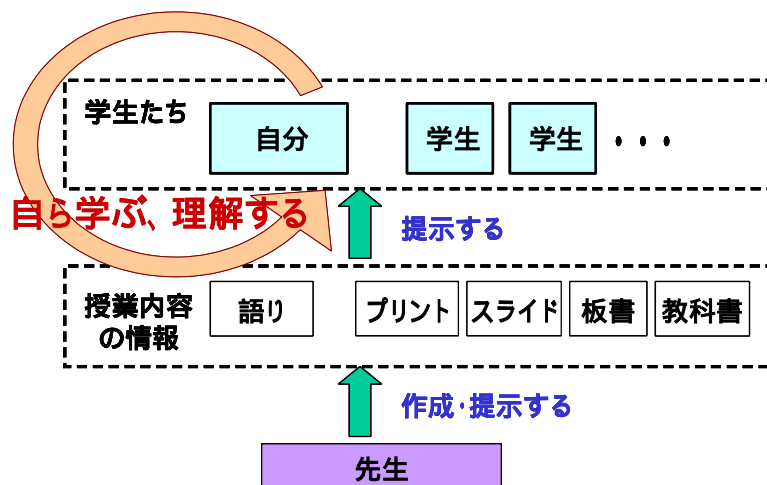 学生たち
自分
学生
学生
・・・
自ら学ぶ、理解する
提示する
授業内容
の情報
語り
プリント
スライド
板書
教科書
作成・提示する
先生